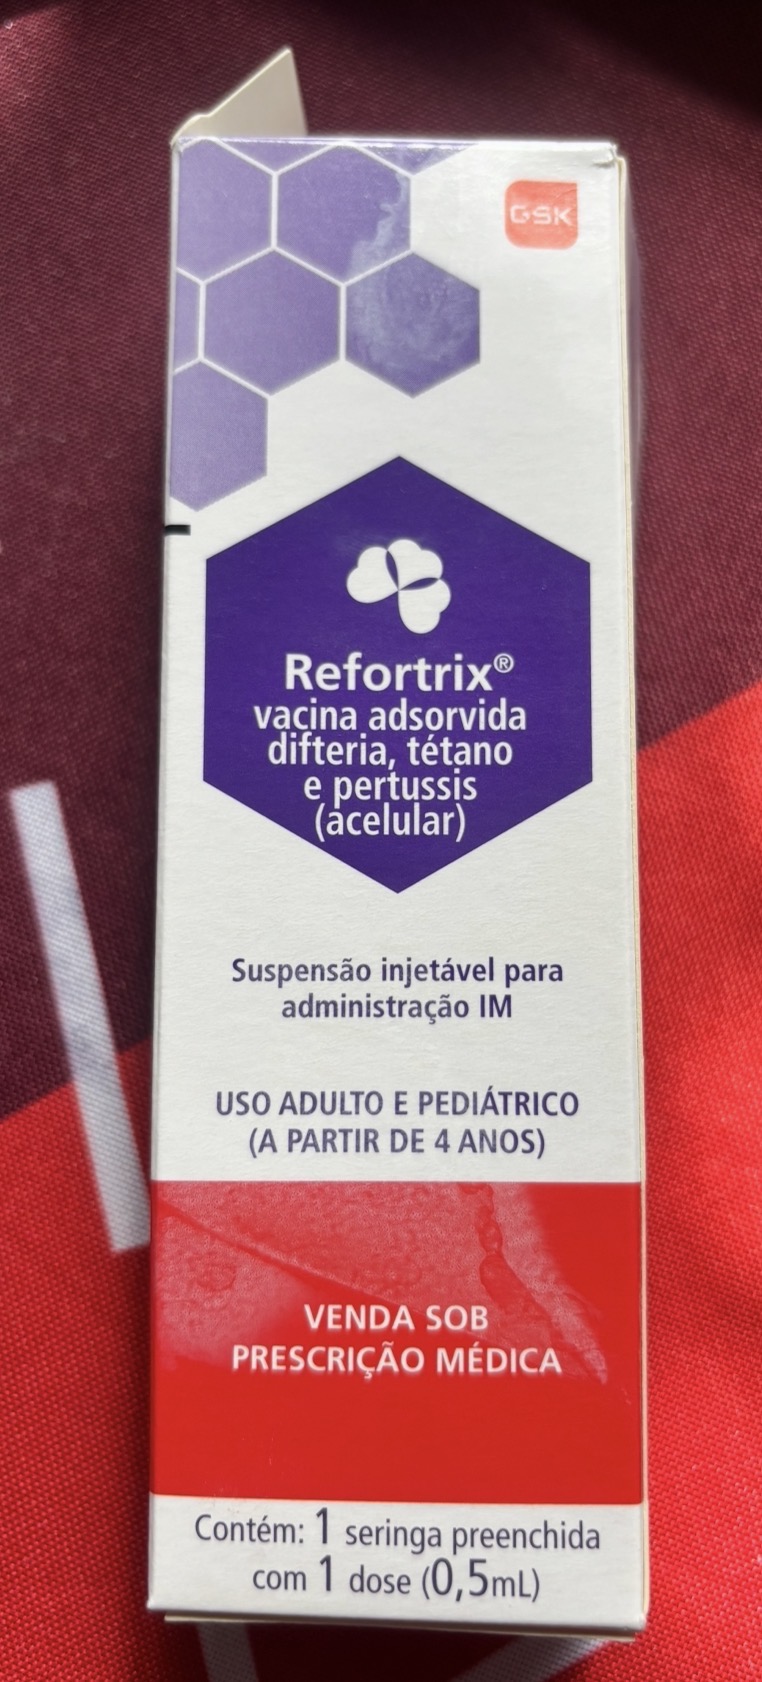 GSK
Refortrix®
vacina adsorvida
difteria, tétano
e pertussis
(acelular)
Suspensão injetável para
administração IM
USO ADULTO E PEDIÁTRICO
(A PARTIR DE 4 ANOS)
VENDA SOB
PRESCRIÇÃO MÉDICA
Contém: 1 seringa preenchida
com 1 dose (0,5mL)